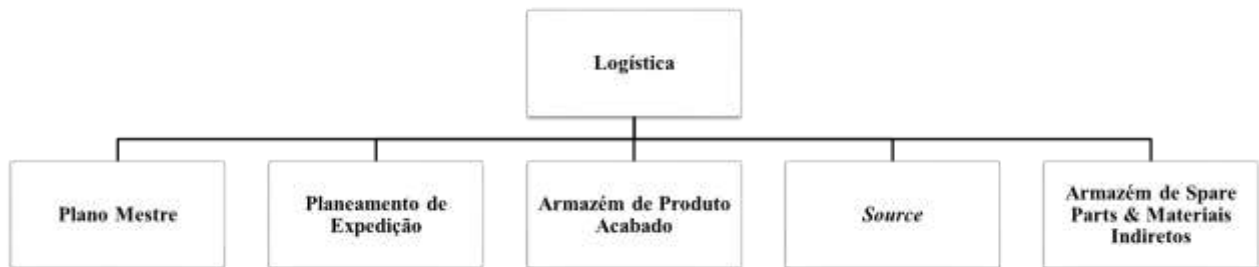 Logística
Plano Mestre
Planeamento de
Expedição
Armazém de Produto
Acabado
Source
Armazém de Spare
Parts & Materiais
Indiretos